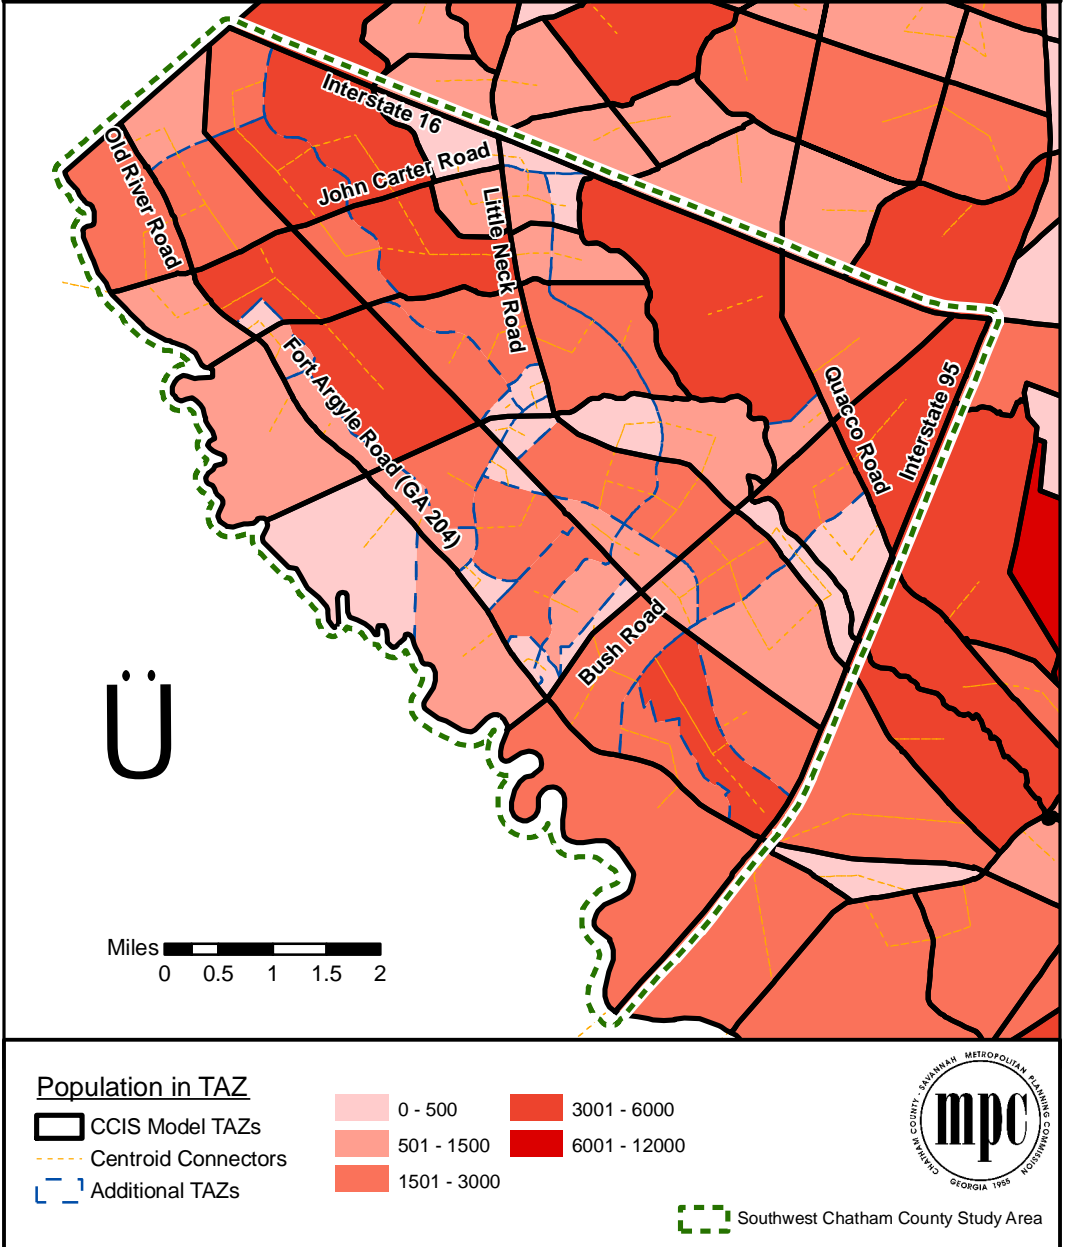 Interstate 16
Old River Road
John Carter Road
Little Neck Road
Fort Argyle Road (GA 204)
Quacco Road
Interstate 95
Bush Road
Ü
Miles
0 0.5 1 1.5 2
Population in TAZ
CCIS Model TAZs
Centroid Connectors
Additional TAZs
0 - 500
501 - 1500
1501 - 3000
3001 - 6000
6001 - 12000
CHATHAM COUNTY - SAVANNAH METROPOLITAN PLANNING COMMISSION
mpc
GEORGIA 1955
Southwest Chatham County Study Area